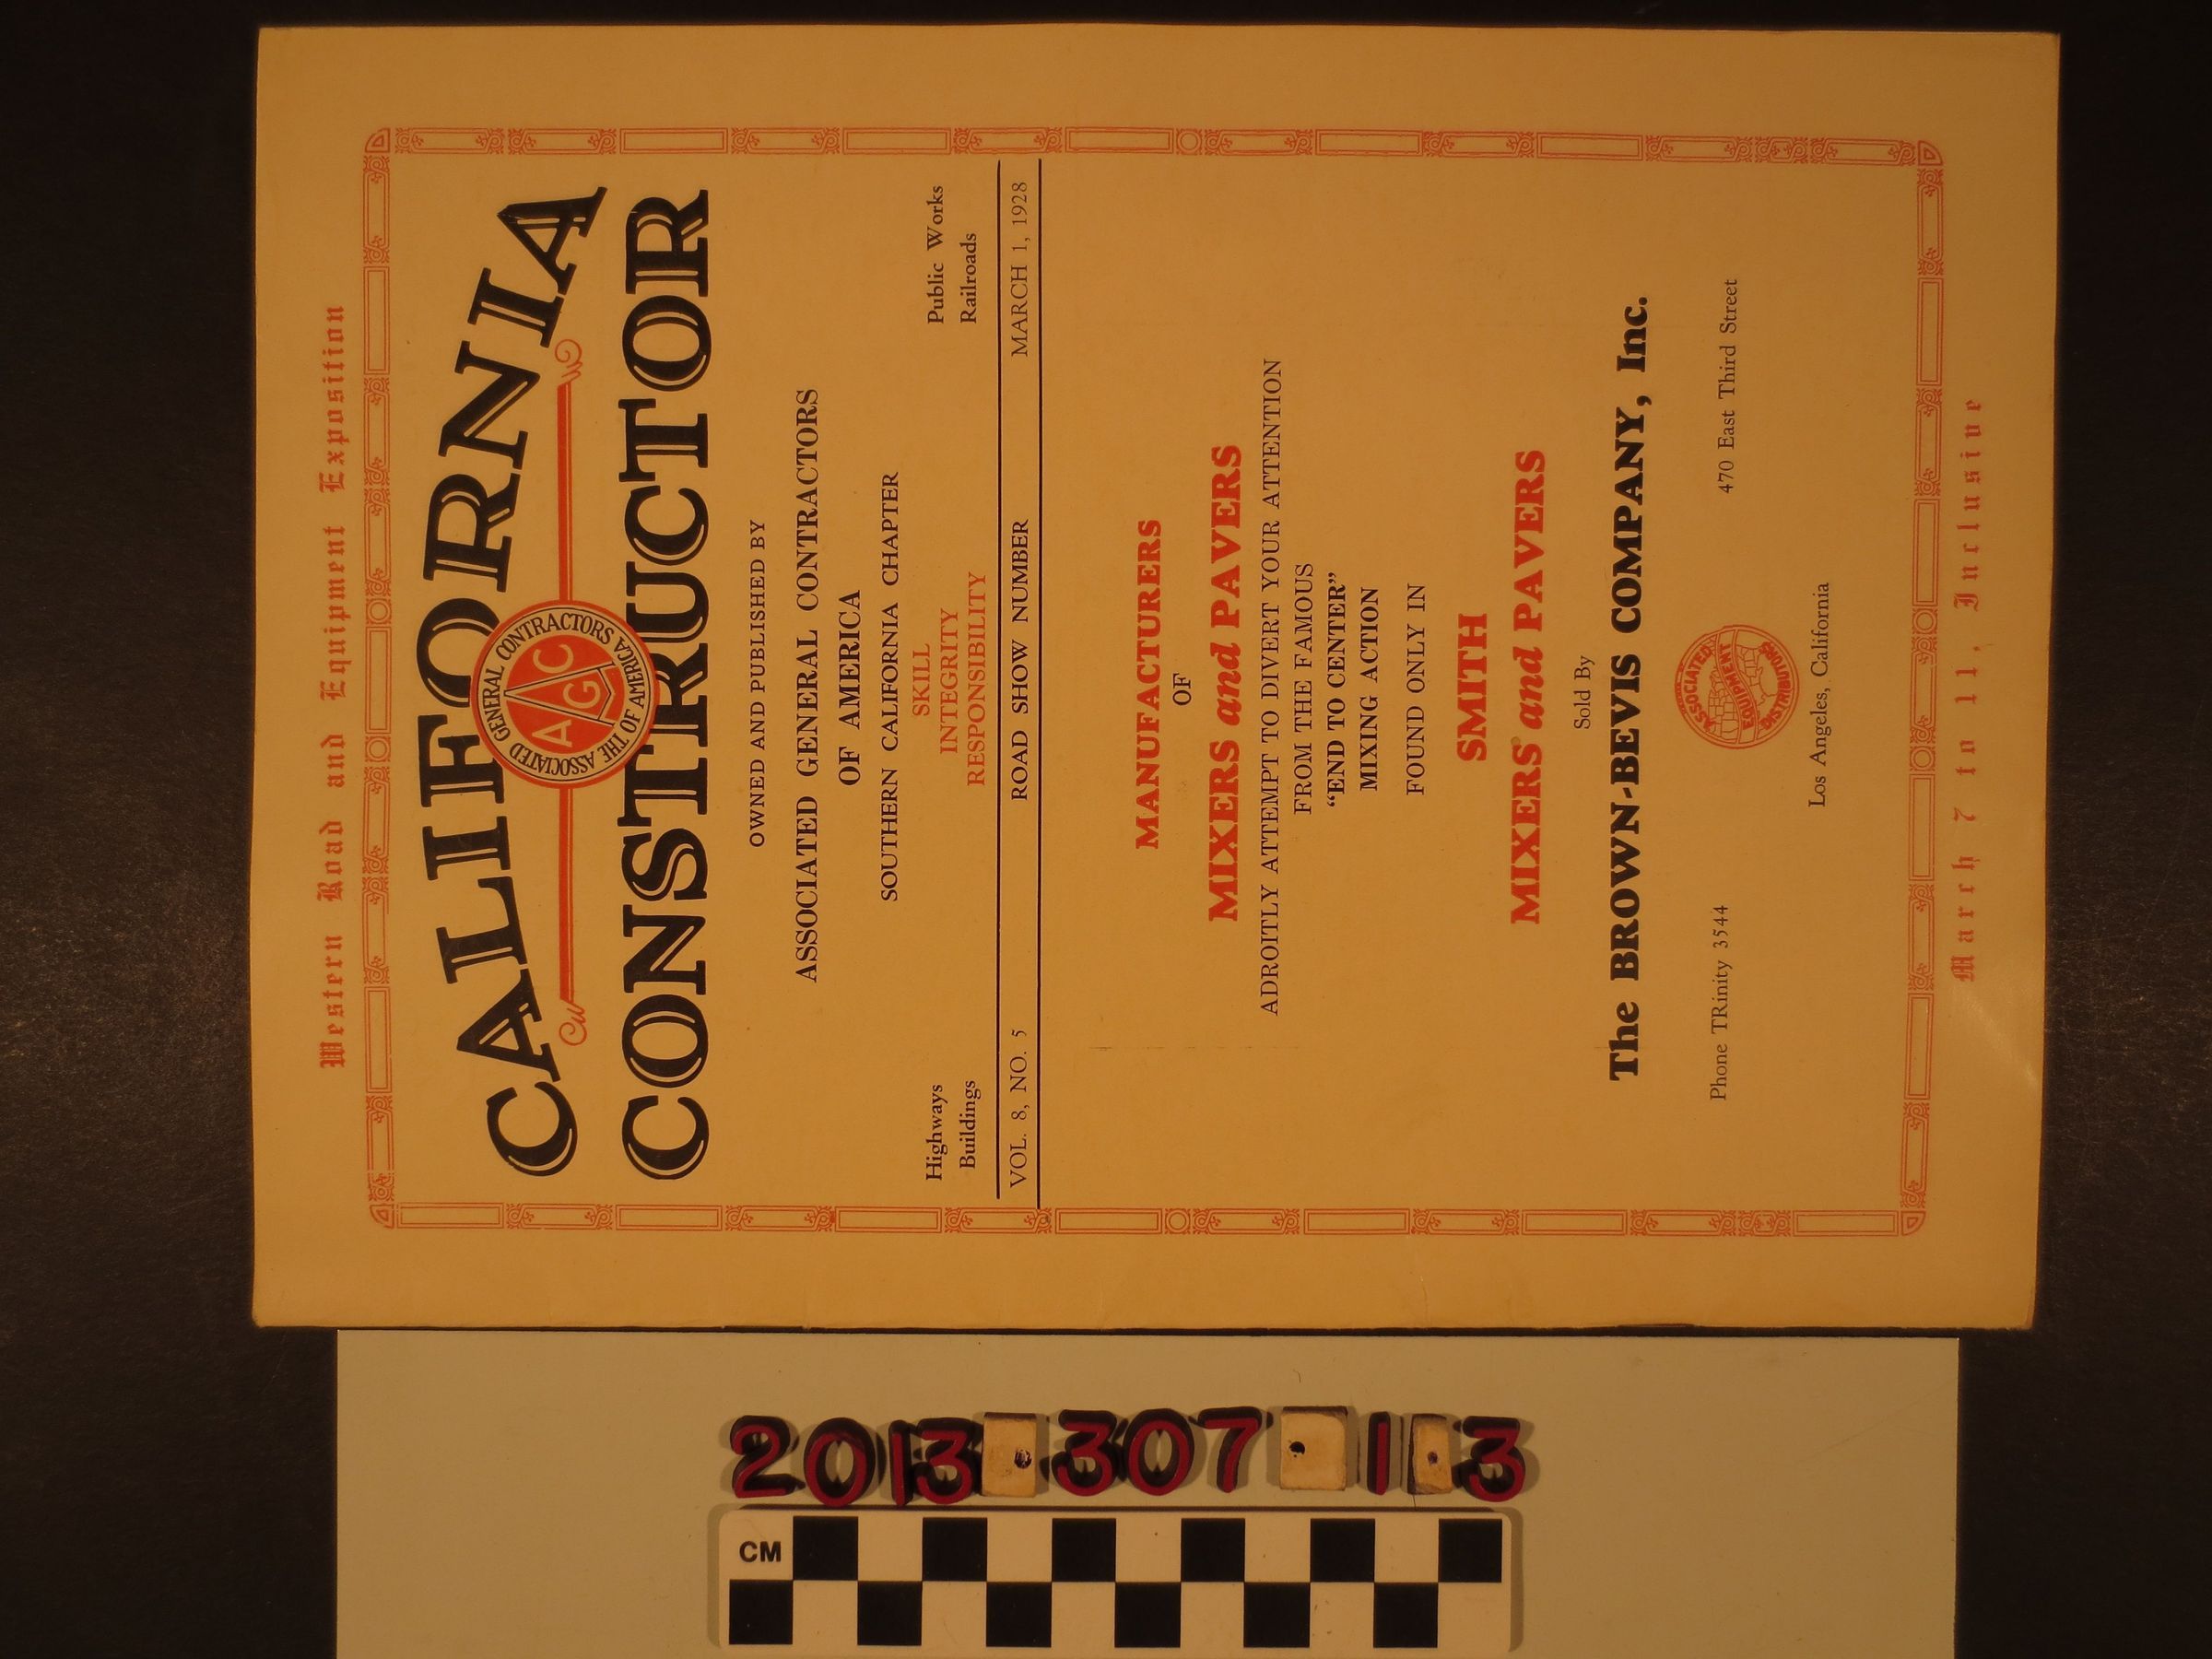 Western Road and Equipment Exposition
CALIFORNIA
THE ASSOCIATED GENERAL CONTRACTORS OF AMERICA
AGC
CONSTRUCTOR
OWNED AND PUBLISHED BY
ASSOCIATED GENERAL CONTRACTORS
OF AMERICA
SOUTHERN CALIFORNIA CHAPTER
Highways SKILL Public Works
Buildings INTEGRITY Railroads
RESPONSIBILITY
VOL. 8, NO. 5 ROAD SHOW NUMBER MARCH 1, 1928
MANUFACTURERS
OF
MIXERS and PAVERS
ADROITLY ATTEMPT TO DIVERT YOUR ATTENTION
FROM THE FAMOUS
“END TO CENTER”
MIXING ACTION
FOUND ONLY IN
SMITH
MIXERS and PAVERS
Sold By
The BROWN-BEVIS COMPANY, Inc.
Phone TRinity 3544 470 East Third Street
ASSOCIATED
EQUIPMENT
DISTRIBUTORS
Los Angeles, California
March 7 to 11, Inclusive
2013.307.1.3
CM